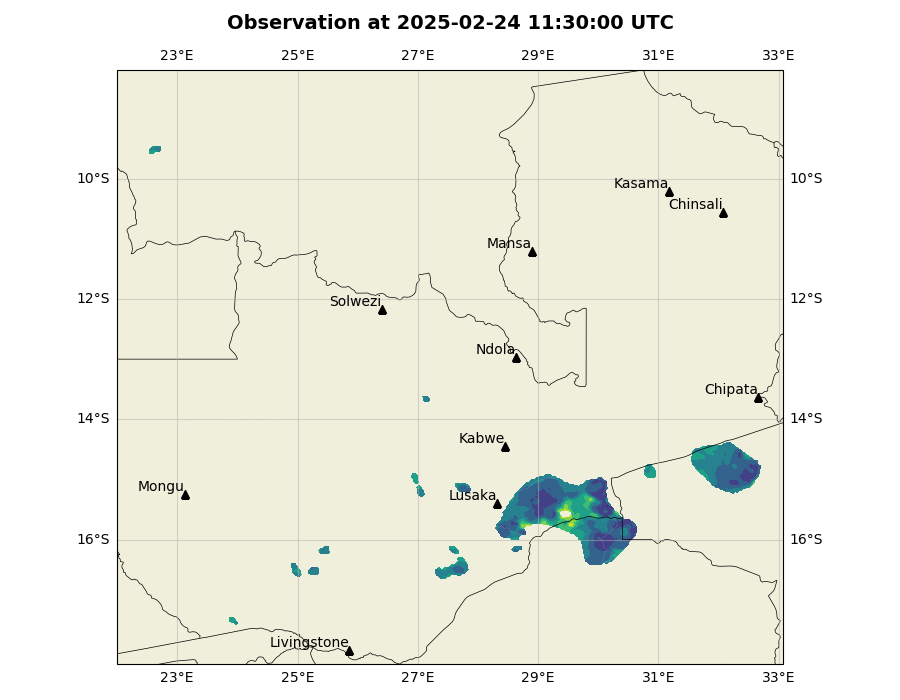 Observation at 2025-02-24 11:30:00 UTC
23°E 25°E 27°E 29°E 31°E 33°E
10°S 10°S
Kasama
Chinsali
Mansa
12°S 12°S
Solwezi
Ndola
Chipata
14°S 14°S
Kabwe
Mongu
Lusaka
16°S 16°S
Livingstone
23°E 25°E 27°E 29°E 31°E 33°E